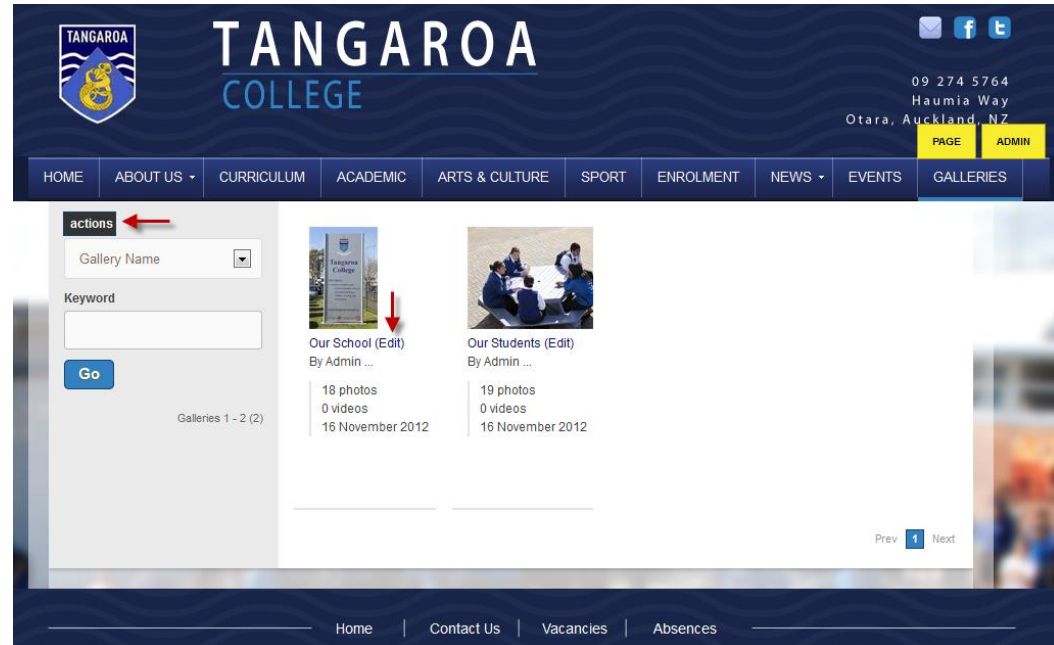 TANGAROA
TANGAROA
COLLEGE
09 274 5764
Haumia Way
Otara, Auckland, NZ
PAGE ADMIN
HOME ABOUT US CURRICULUM ACADEMIC ARTS & CULTURE SPORT ENROLMENT NEWS EVENTS GALLERIES
actions
Gallery Name
Keyword
Go
Galleries 1 - 2 (2)
Tangaroa
College
Our School (Edit)
By Admin ...
18 photos
0 videos
16 November 2012
Our Students (Edit)
By Admin ...
19 photos
0 videos
16 November 2012
Prev 1 Next
Home | Contact Us | Vacancies | Absences